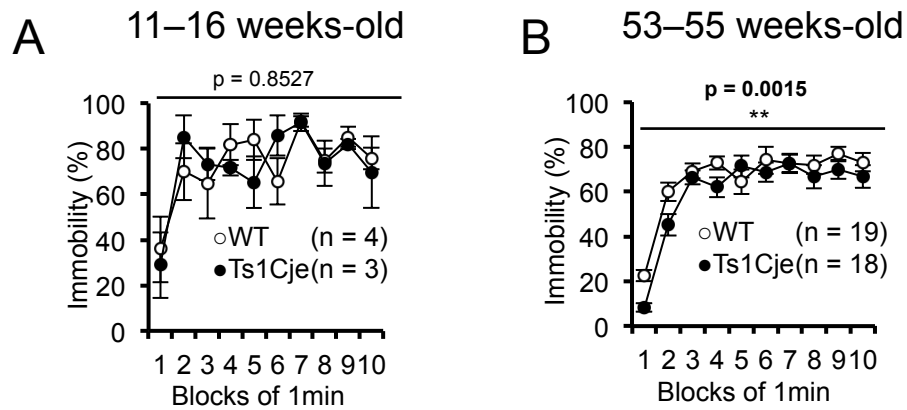 A
11–16 weeks-old
p = 0.8527
Immobility (%)
100
80
60
40
20
0
WT (n = 4)
Ts1Cje(n = 3)
1 2 3 4 5 6 7 8 9 10
Blocks of 1min
B
53–55 weeks-old
p = 0.0015
**
Immobility (%)
100
80
60
40
20
0
WT (n = 19)
Ts1Cje(n = 18)
1 2 3 4 5 6 7 8 9 10
Blocks of 1min